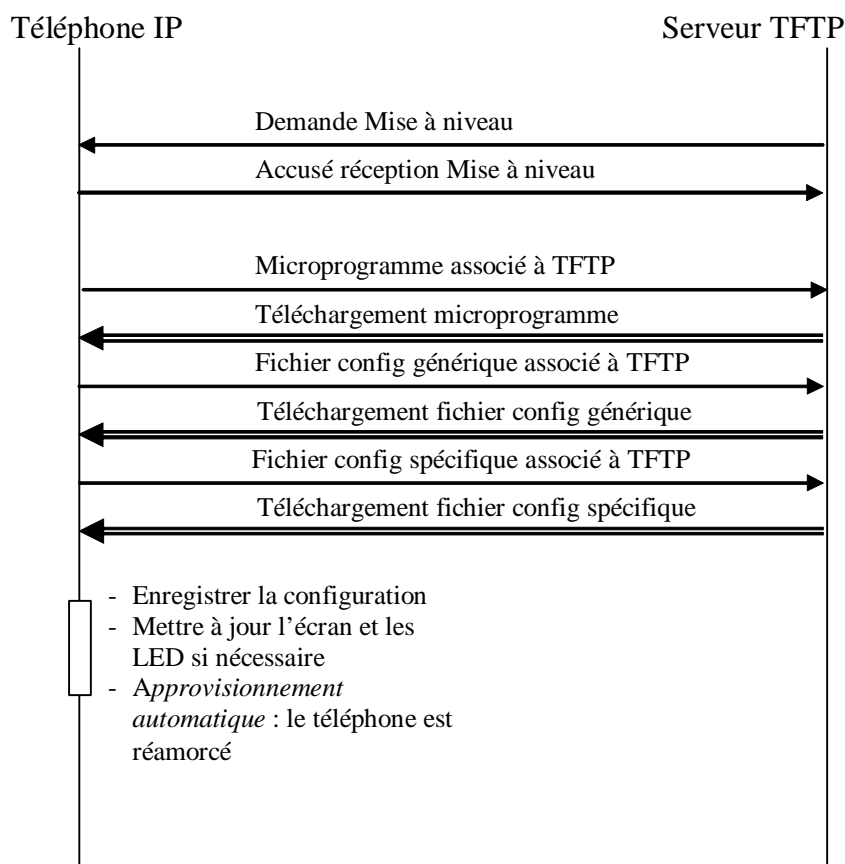 Téléphone IP
Serveur TFTP
Demande Mise à niveau
Accusé réception Mise à niveau
Microprogramme associé à TFTP
Téléchargement microprogramme
Fichier config générique associé à TFTP
Téléchargement fichier config générique
Fichier config spécifique associé à TFTP
Téléchargement fichier config spécifique
- Enregistrer la configuration
- Mettre à jour l’écran et les
LED si nécessaire
- Approvisionnement
automatique : le téléphone est
réamorcé